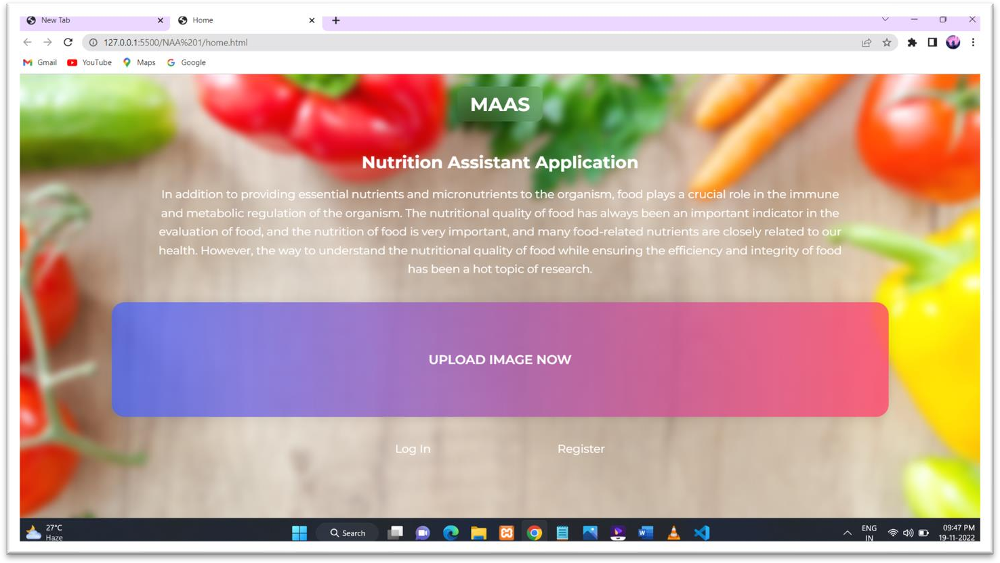 New Tab
Home
127.0.0.1:5500/NAA%201/home.html
Gmail
YouTube
Maps
Google
MAAS
Nutrition Assistant Application
In addition to providing essential nutrients and micronutrients to the organism, food plays a crucial role in the immune
and metabolic regulation of the organism. The nutritional quality of food has always been an important indicator in the
evaluation of food, and the nutrition of food is very important, and many food-related nutrients are closely related to our
health. However, the way to understand the nutritional quality of food while ensuring the efficiency and integrity of food
has been a hot topic of research.
UPLOAD IMAGE NOW
Log In
Register
27°C
Haze
Search
ENG
IN
09:47 PM
19-11-2022